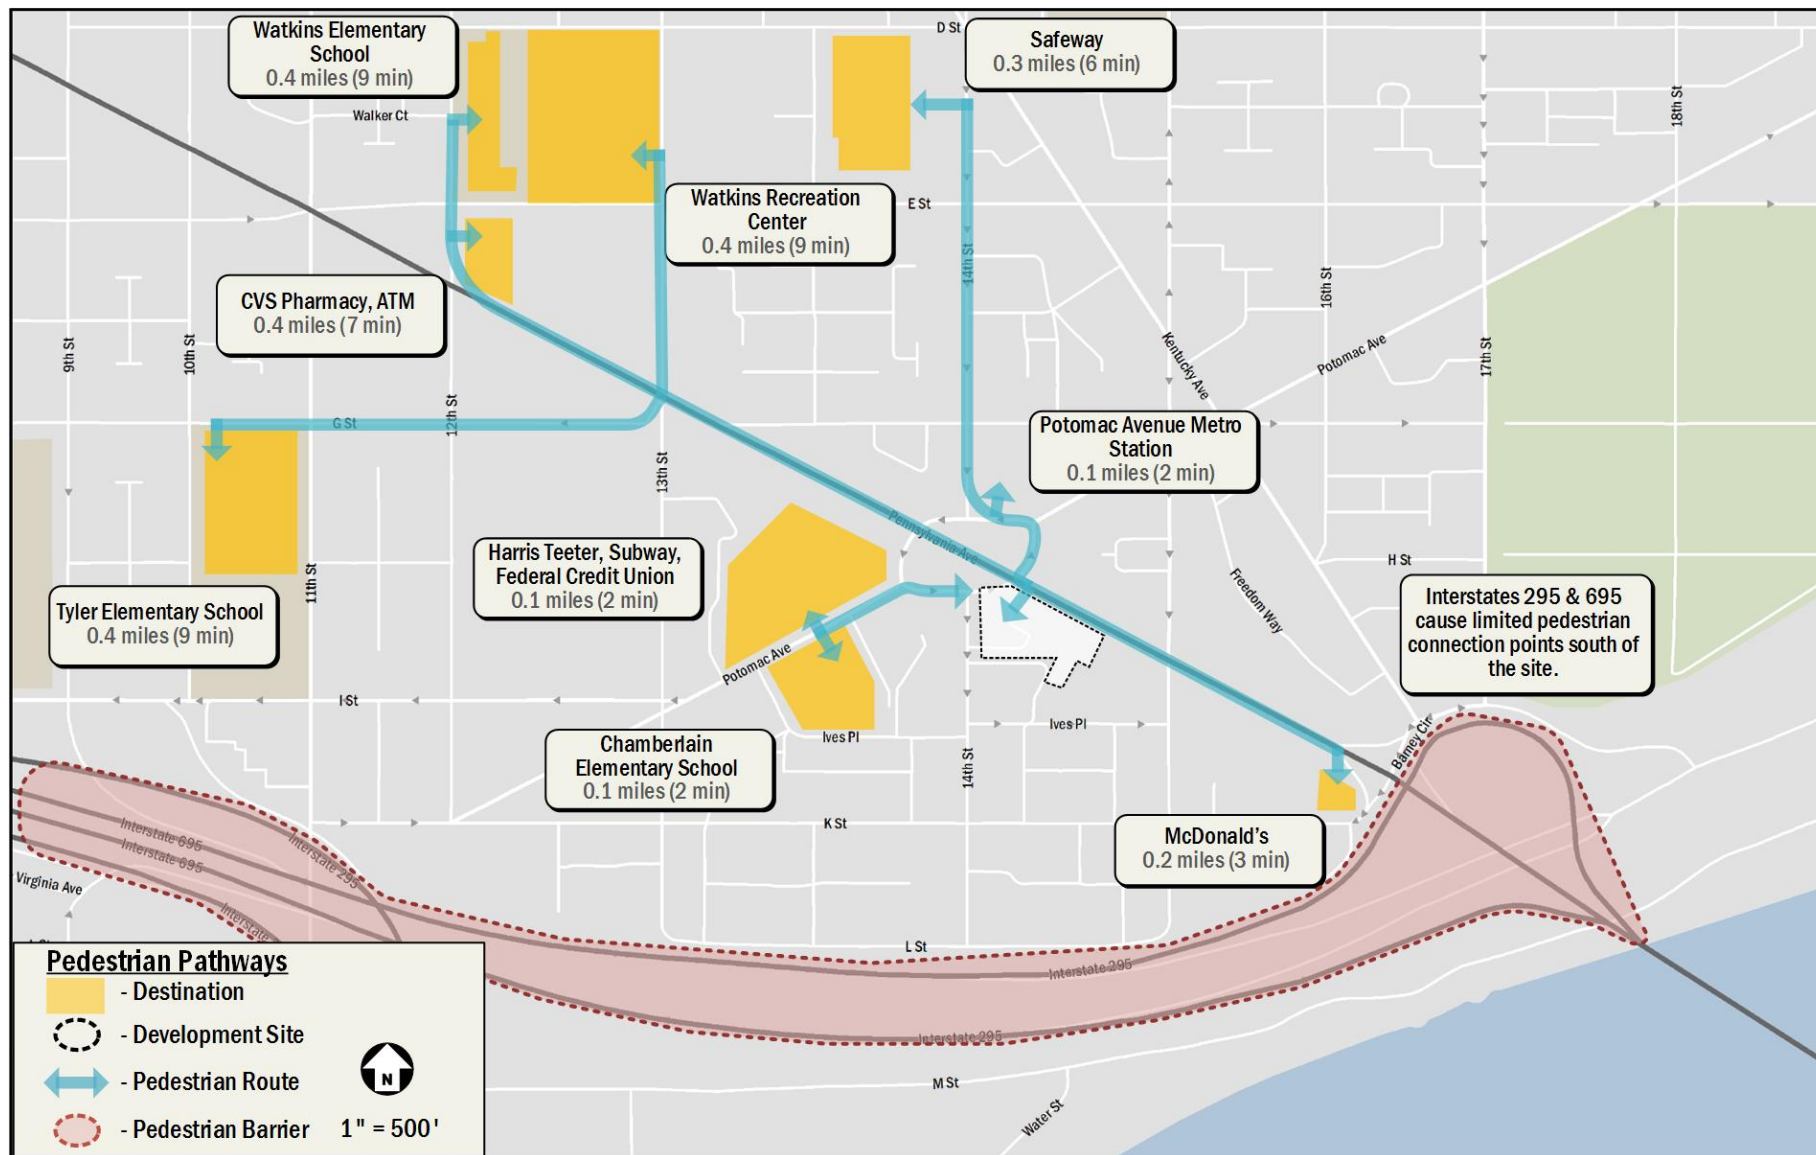 Watkins Elementary
School
0.4 miles (9 min)
D St
Safeway
0.3 miles (6 min)
Walker Ct
18th St
Watkins Recreation
Center
0.4 miles (9 min)
E St
14th St
16th St
CVS Pharmacy, ATM
0.4 miles (7 min)
9th St
10th St
Kentucky Ave
Potomac Ave
17th St
G St
12th St
13th St
Potomac Avenue Metro
Station
0.1 miles (2 min)
Pennsylvania Ave
Harris Teeter, Subway,
Federal Credit Union
0.1 miles (2 min)
H St
11th St
Freedom Way
Tyler Elementary School
0.4 miles (9 min)
Interstates 295 & 695
cause limited pedestrian
connection points south of
the site.
Potomac Ave
I St
Ives Pl
Ives Pl
Barney Cir
Chamberlain
Elementary School
0.1 miles (2 min)
14th St
K St
McDonald's
0.2 miles (3 min)
Interstate 695
Interstate 695
Interstate 295
Virginia Ave
Interstate
L St
L St
Interstate 295
Interstate 295
M St
Water St
Pedestrian Pathways
- Destination
- Development Site
- Pedestrian Route
- Pedestrian Barrier
N
1" = 500'